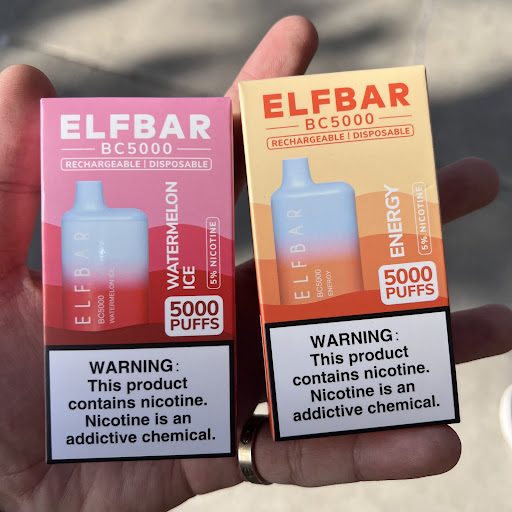 ELFBAR
BC5000
RECHARGEABLE | DISPOSABLE
WATERMELON
ICE
5% NICOTINE
ELFBAR
BC5000
WATERMELON ICE
5000
PUFFS
WARNING:
This product
contains nicotine.
Nicotine is an
addictive chemical.
ELFBAR
BC5000
RECHARGEABLE | DISPOSABLE
ENERGY
5% NICOTINE
ELFBAR
BC5000
ENERGY
5000
PUFFS
WARNING:
This product
contains nicotine.
Nicotine is an
addictive chemical.